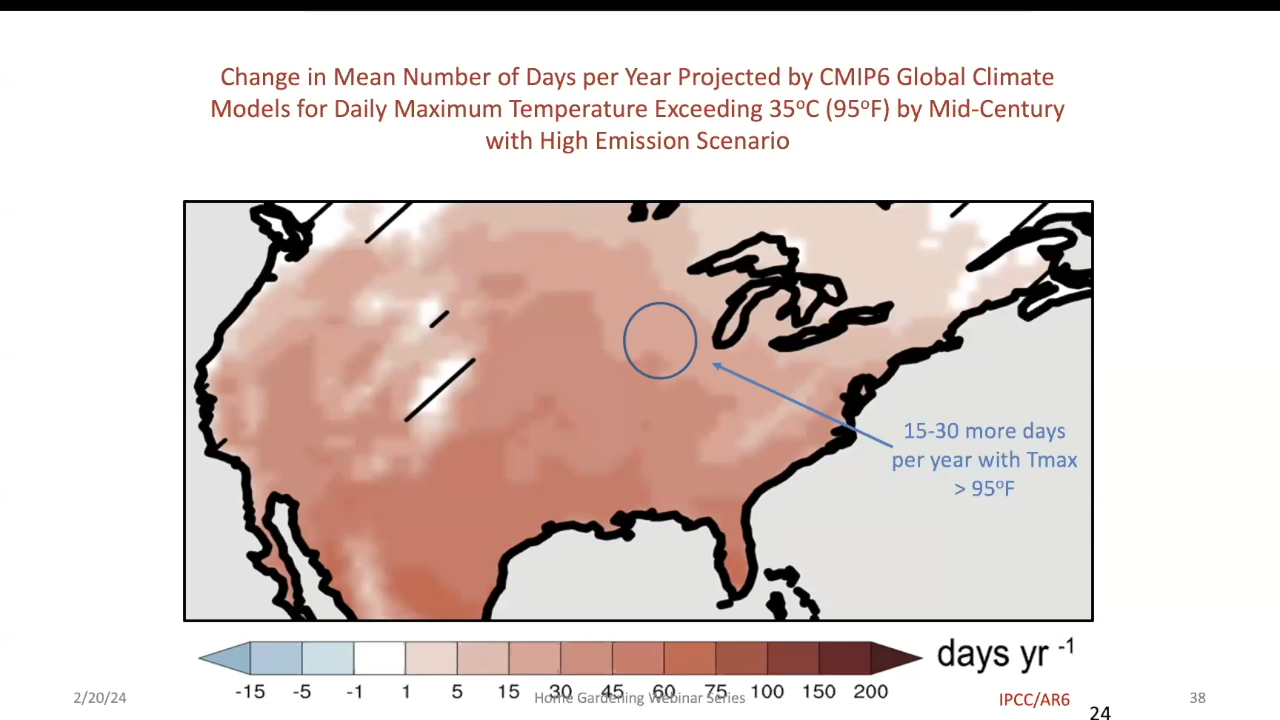 Change in Mean Number of Days per Year Projected by CMIP6 Global Climate
Models for Daily Maximum Temperature Exceeding 35ºC (95ºF) by Mid-Century
with High Emission Scenario
15-30 more days
per year with Tmax
> 95ºF
days yr -1
-15 -5 -1 1 5 15 30 45 60 75 100 150 200
2/20/24 Home Gardening Webinar Series IPCC/AR6 38
24